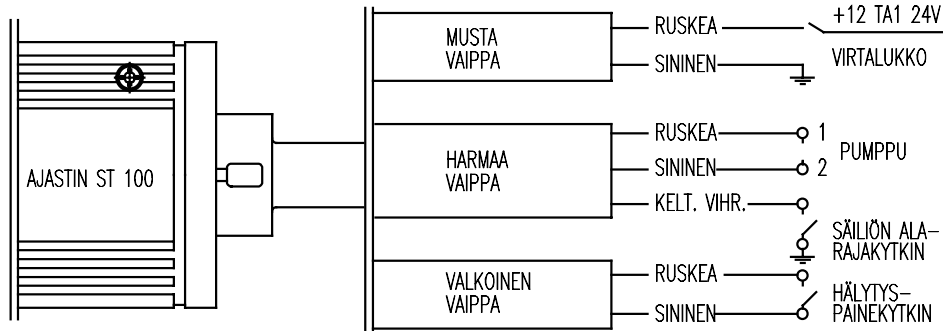 AJASTIN ST 100
MUSTA
VAIPPA
RUSKEA
+12 TA1 24V
VIRTALUKKO
SININEN
HARMAA
VAIPPA
RUSKEA
1
PUMPPU
SININEN
2
KELT. VIHR.
SÄILIÖN ALA-
RAJAKYTKIN
VALKOINEN
VAIPPA
RUSKEA
SININEN
HÄLYTYS-
PAINEKYTKIN